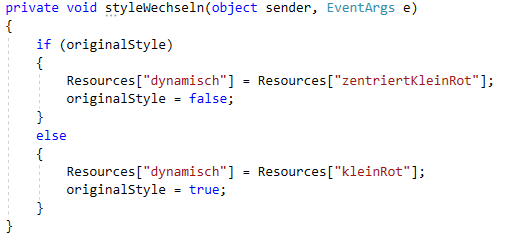 private void styleWechseln(object sender, EventArgs e)
{
if (originalStyle)
{
Resources["dynamisch"] = Resources["zentriertKleinRot"];
originalStyle = false;
}
else
{
Resources["dynamisch"] = Resources["kleinRot"];
originalStyle = true;
}
}